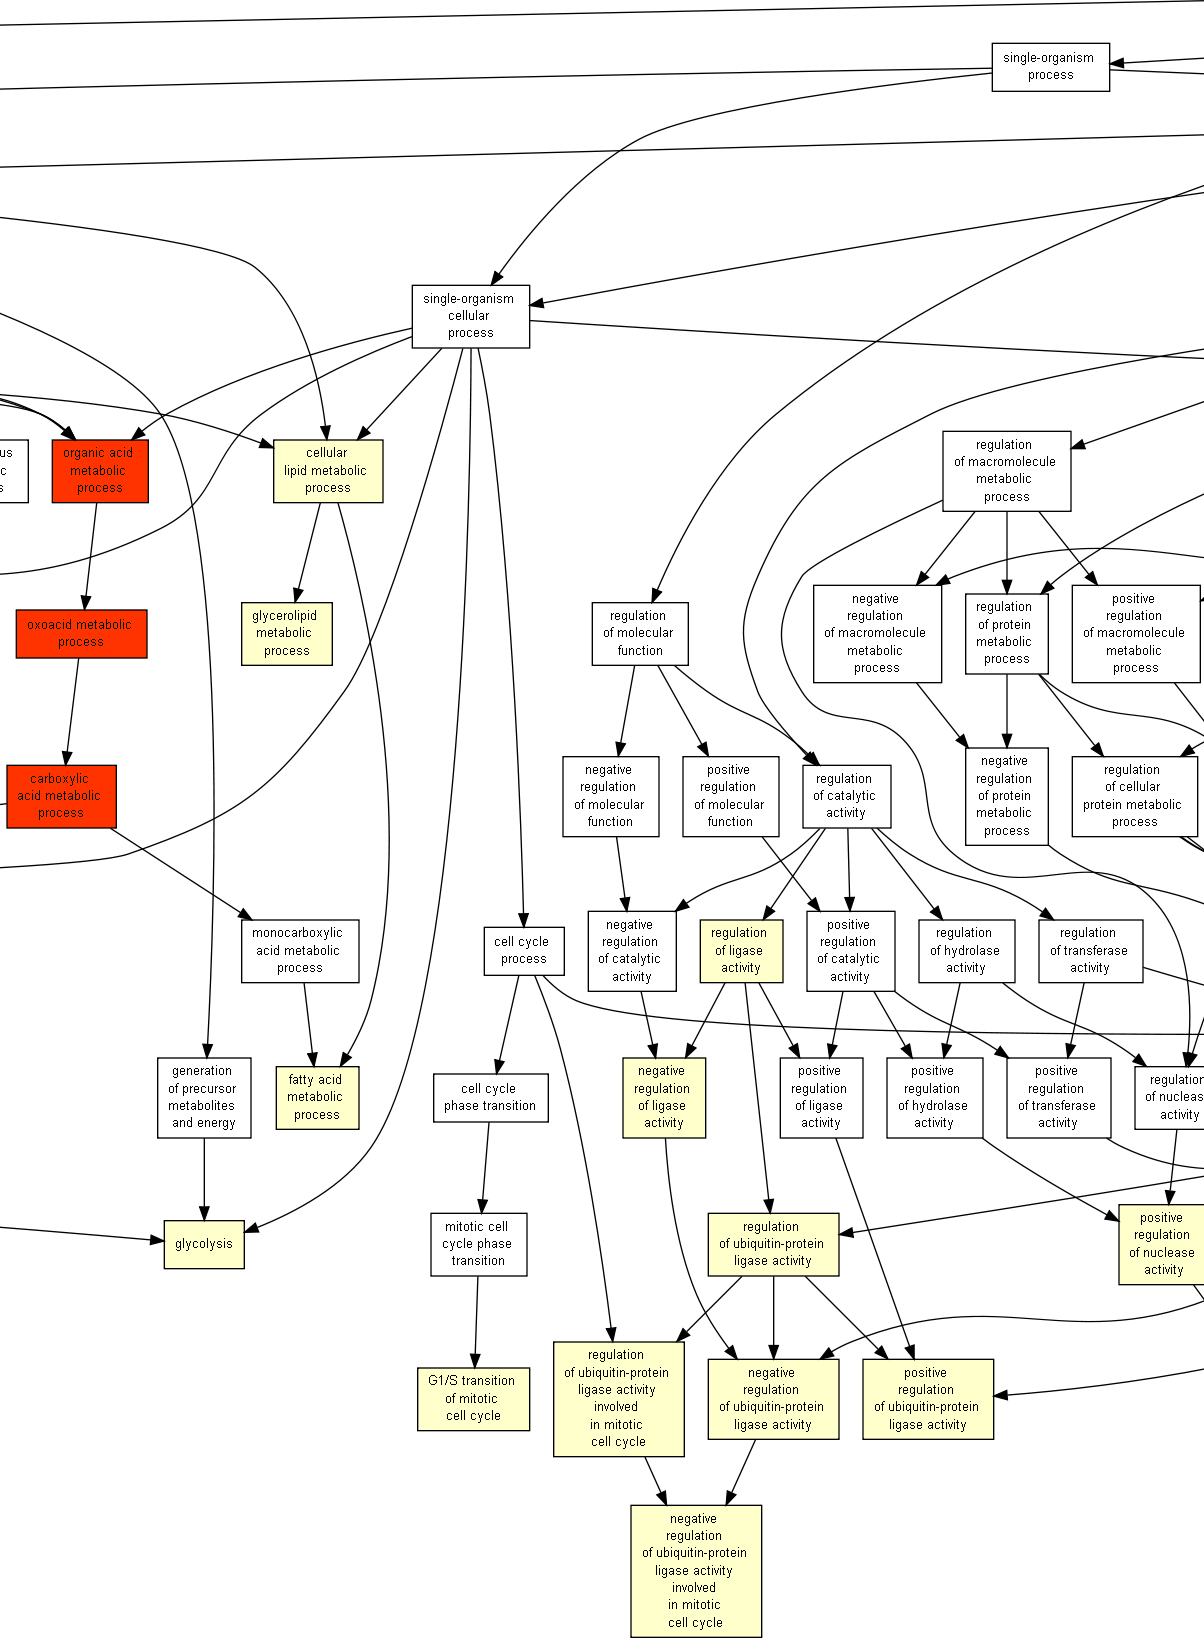 single-organism
process
single-organism
cellular
process
us
c
s
organic acid
metabolic
process
cellular
lipid metabolic
process
regulation
of macromolecule
metabolic
process
oxoacid metabolic
process
glycerolipid
metabolic
process
regulation
of molecular
function
negative
regulation
of macromolecule
metabolic
process
regulation
of protein
metabolic
process
positive
regulation
of macromolecule
metabolic
process
carboxylic
acid metabolic
process
negative
regulation
of molecular
function
positive
regulation
of molecular
function
regulation
of catalytic
activity
negative
regulation
of protein
metabolic
process
regulation
of cellular
protein metabolic
process
monocarboxylic
acid metabolic
process
cell cycle
process
negative
regulation
of catalytic
activity
regulation
of ligase
activity
positive
regulation
of catalytic
activity
regulation
of hydrolase
activity
regulation
of transferase
activity
generation
of precursor
metabolites
and energy
fatty acid
metabolic
process
cell cycle
phase transition
negative
regulation
of ligase
activity
positive
regulation
of ligase
activity
positive
regulation
of hydrolase
activity
positive
regulation
of transferase
activity
regulation
of nucleas
activity
glycolysis
mitotic cell
cycle phase
transition
regulation
of ubiquitin-protein
ligase activity
positive
regulation
of nuclease
activity
G1/S transition
of mitotic
cell cycle
regulation
of ubiquitin-protein
ligase activity
involved
in mitotic
cell cycle
negative
regulation
of ubiquitin-protein
ligase activity
positive
regulation
of ubiquitin-protein
ligase activity
negative
regulation
of ubiquitin-protein
ligase activity
involved
in mitotic
cell cycle